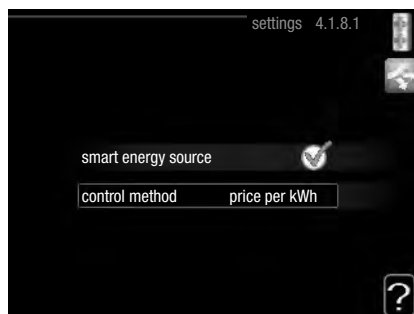 settings 4.1.8.1
smart energy source
control method price per kWh
?